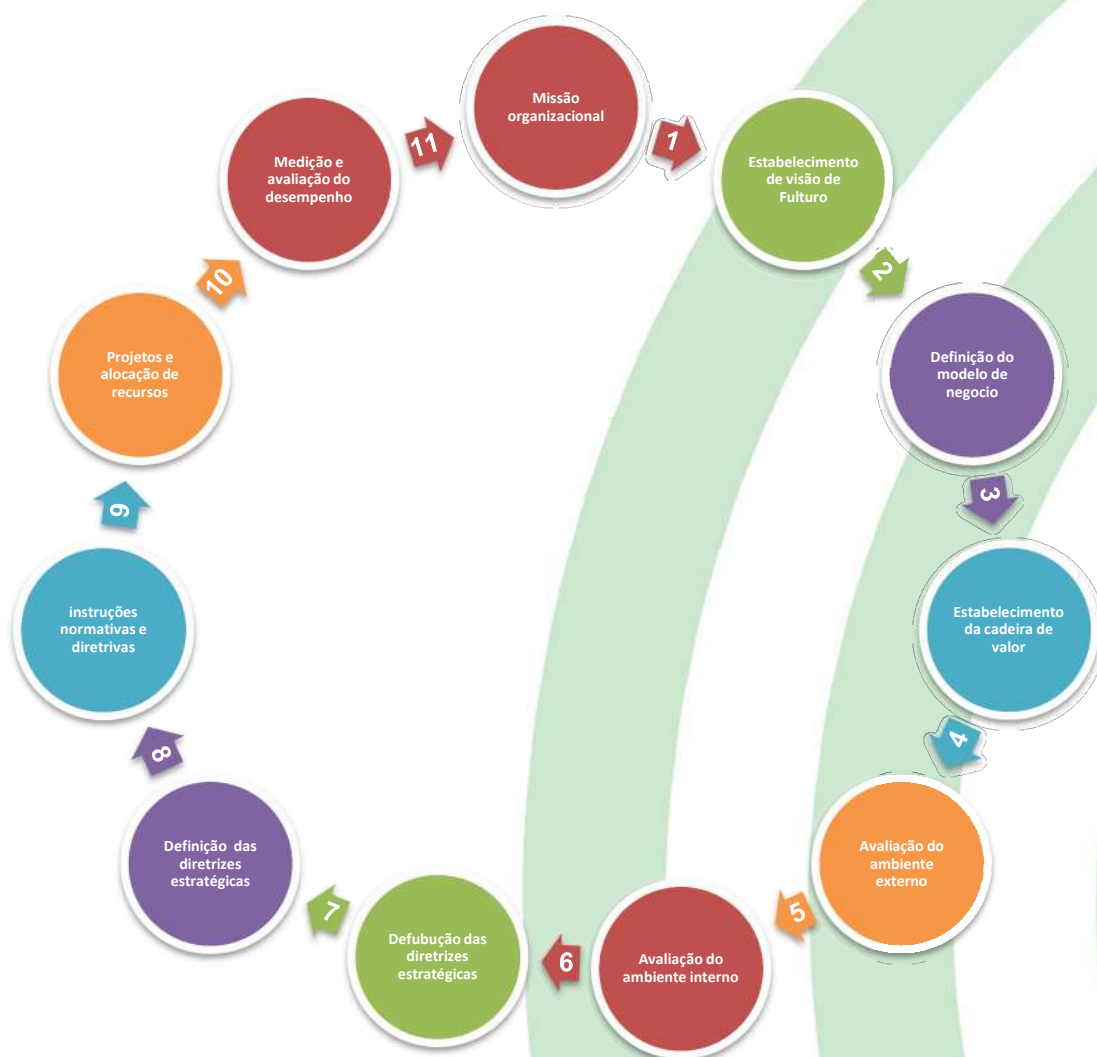 Missão
organizacional
1
Estabelecimento
de visão de
Fulturo
2
Definição do
modelo de
negocio
3
Estabelecimento
da cadeira de
valor
4
Avaliação do
ambiente
externo
5
Avaliação do
ambiente interno
6
Defubução das
diretrizes
estratégicas
7
Definição das
diretrizes
estratégicas
8
instruções
normativas e
diretrivas
9
Projetos e
alocação de
recursos
10
Medição e
avaliação do
desempenho
11